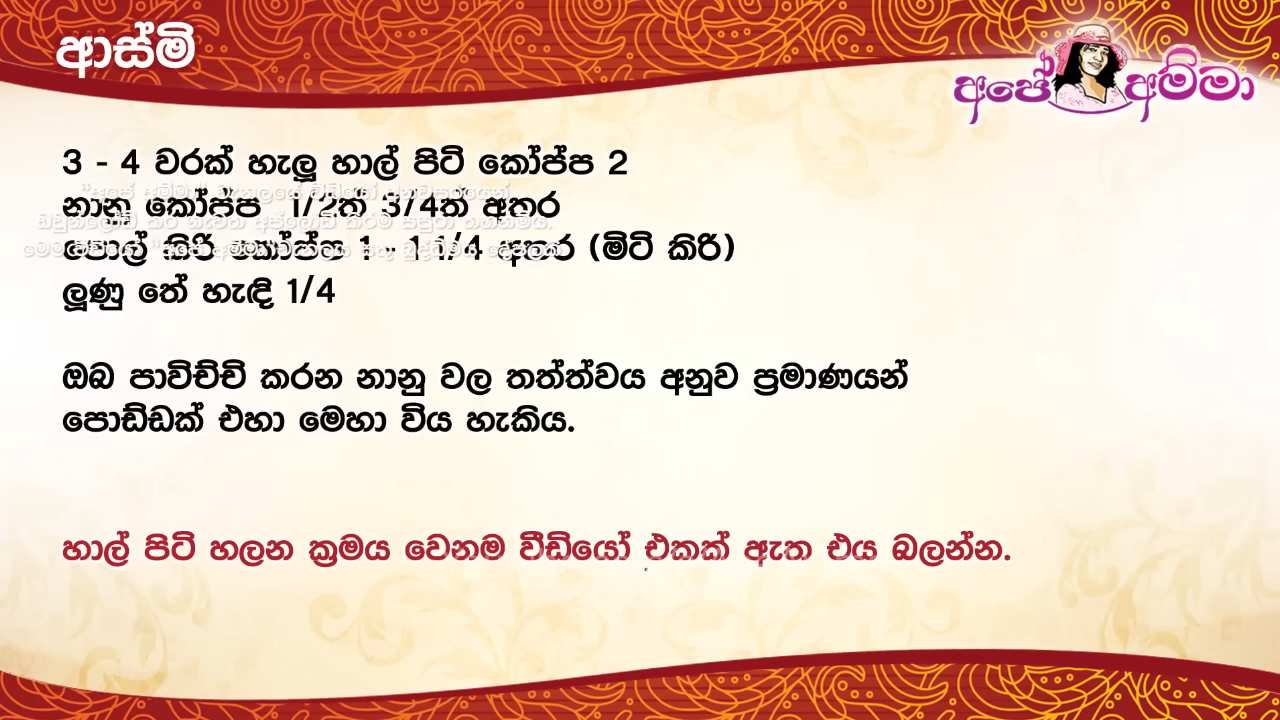 ආස්මි
අපේ අම්මා
3 - 4 වරක් හැලූ හාල් පිටි කෝප්ප 2
නානු කෝප්ප 1/2ත් 3/4ත් අතර
පොල් කිරි කෝප්ප 1 - 1 1/4 අතර (මිටි කිරි)
ලූණු තේ හැඳි 1/4
ඔබ පාවිච්චි කරන නානු වල තත්ත්වය අනුව ප්‍රමාණයන්
පොඩ්ඩක් එහා මෙහා විය හැකිය.
හාල් පිටි හලන ක්‍රමය වෙනම වීඩියෝ එකක් ඇත එය බලන්න.